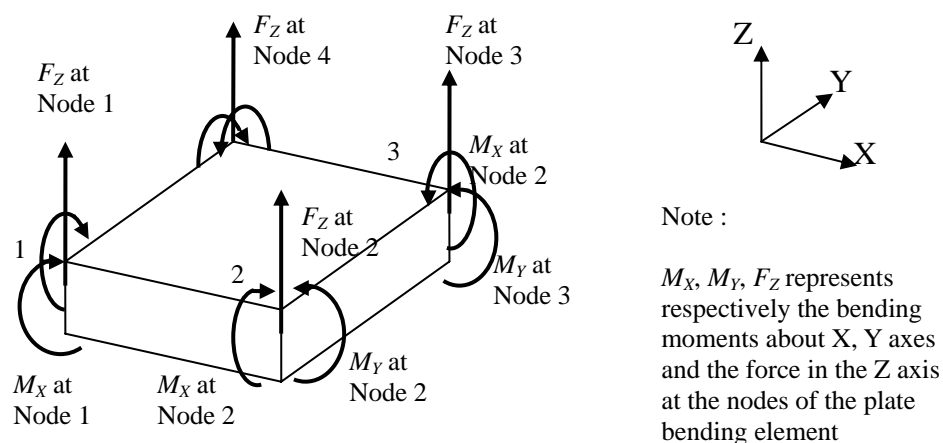 F_Z at
Node 4
F_Z at
Node 3
F_Z at
Node 1
Z
Y
X
3
M_X at
Node 2
F_Z at
Node 2
1
2
M_Y at
Node 3
M_X at
Node 1
M_X at
Node 2
M_Y at
Node 2
Note :
M_X, M_Y, F_Z represents
respectively the bending
moments about X, Y axes
and the force in the Z axis
at the nodes of the plate
bending element